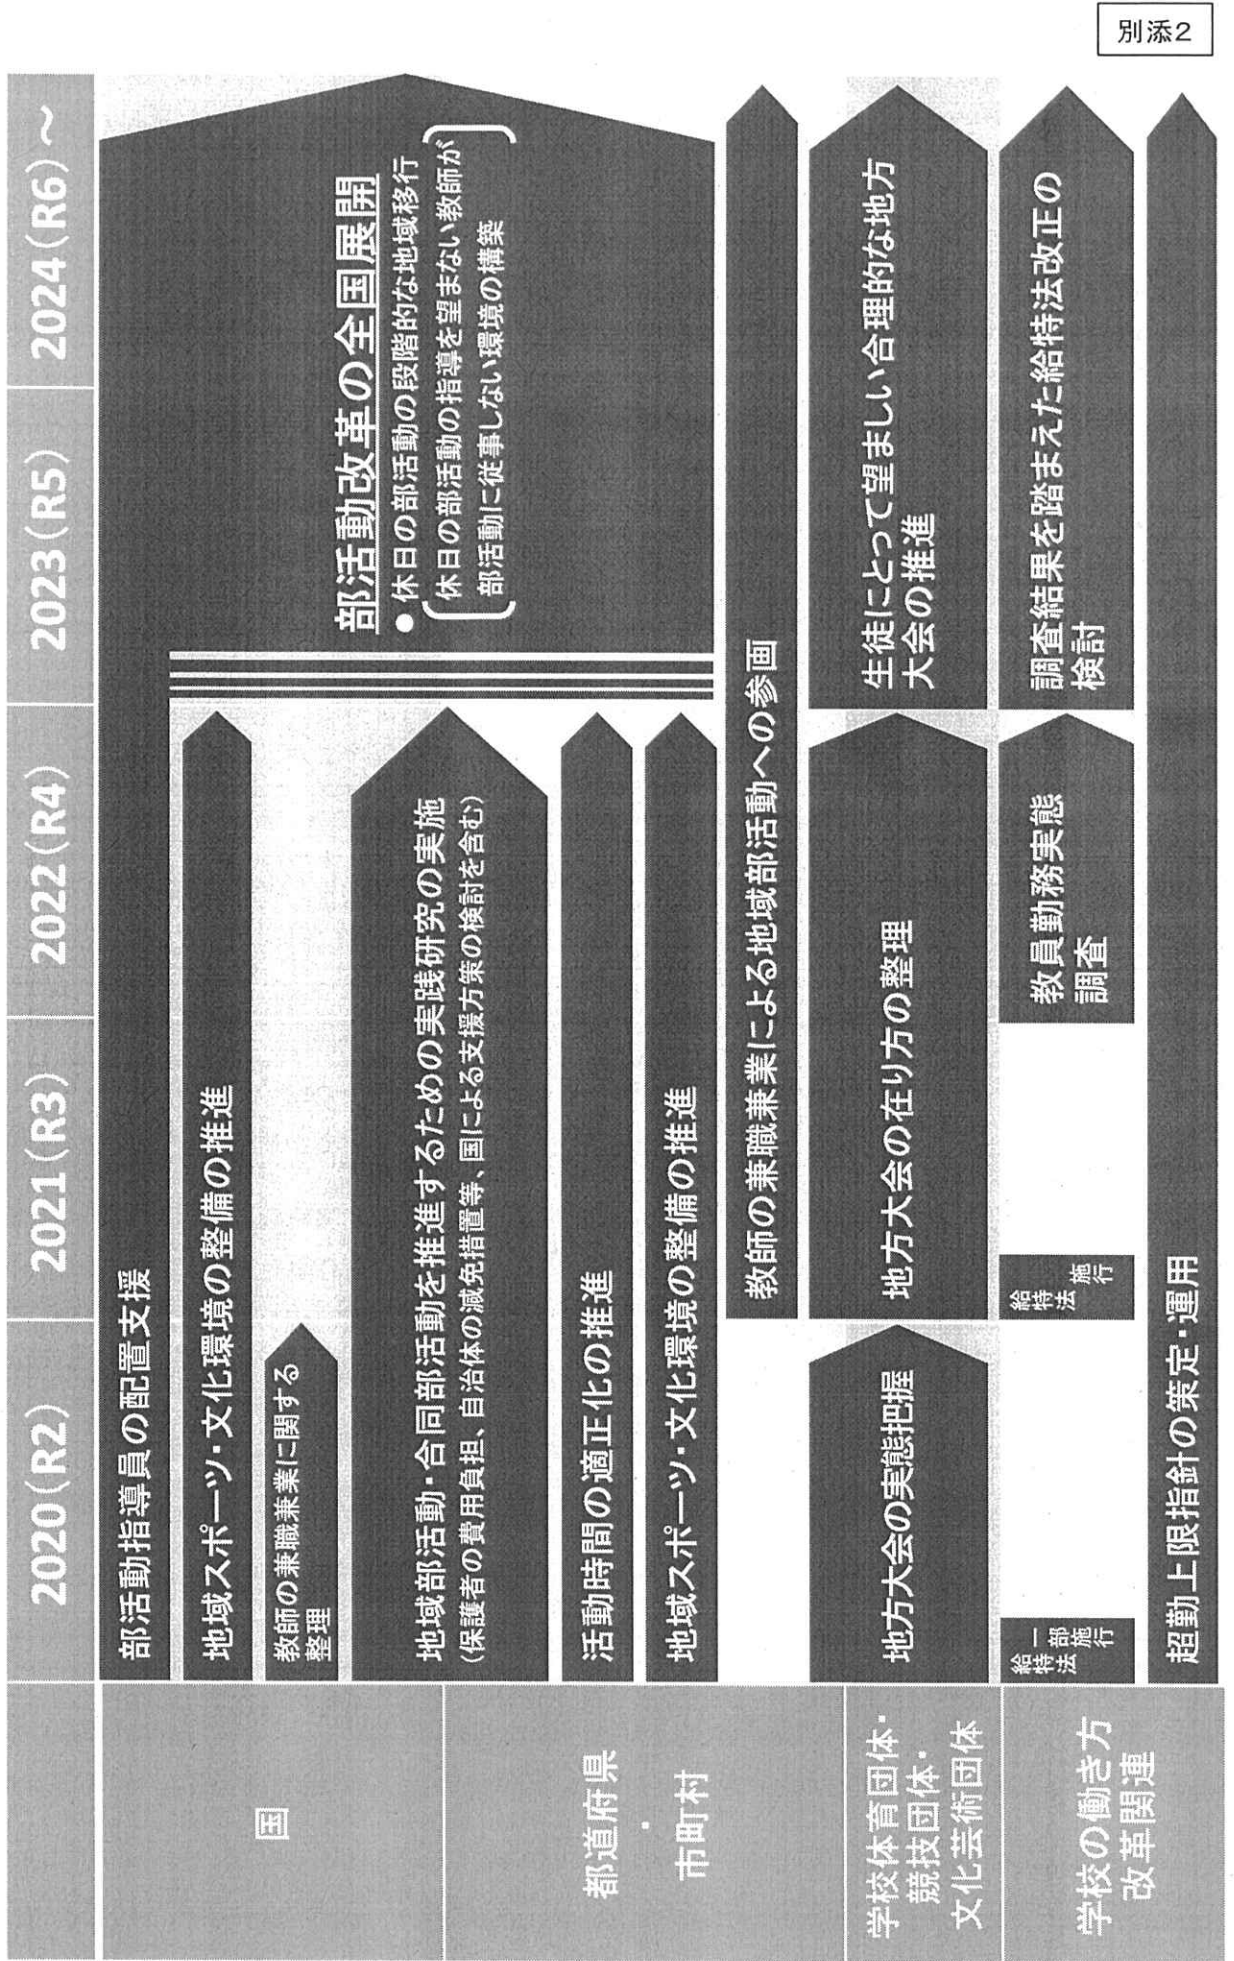 別添2
2020(R2)
2021(R3)
2022(R4)
2023(R5)
2024(R6)～
国
部活動指導員の配置支援
地域スポーツ・文化環境の整備の推進
教師の兼職兼業に関する
整理
地域部活動・合同部活動を推進するための実践研究の実施
(保護者の費用負担、自治体の減免措置等、国による支援方策の検討を含む)
部活動改革の全国展開
●休日の部活動の段階的な地域移行
休日の部活動の指導を望まない教師が
部活動に従事しない環境の構築
都道府県
・
市町村
活動時間の適正化の推進
地域スポーツ・文化環境の整備の推進
教師の兼職兼業による地域部活動への参画
学校体育団体・
競技団体・
文化芸術団体
地方大会の実態把握
地方大会の在り方の整理
生徒にとって望ましい合理的な地方
大会の推進
学校の働き方
改革関連
給特法
一部施行
給特法
施行
教員勤務実態
調査
調査結果を踏まえた給特法改正の
検討
超勤上限指針の策定・運用